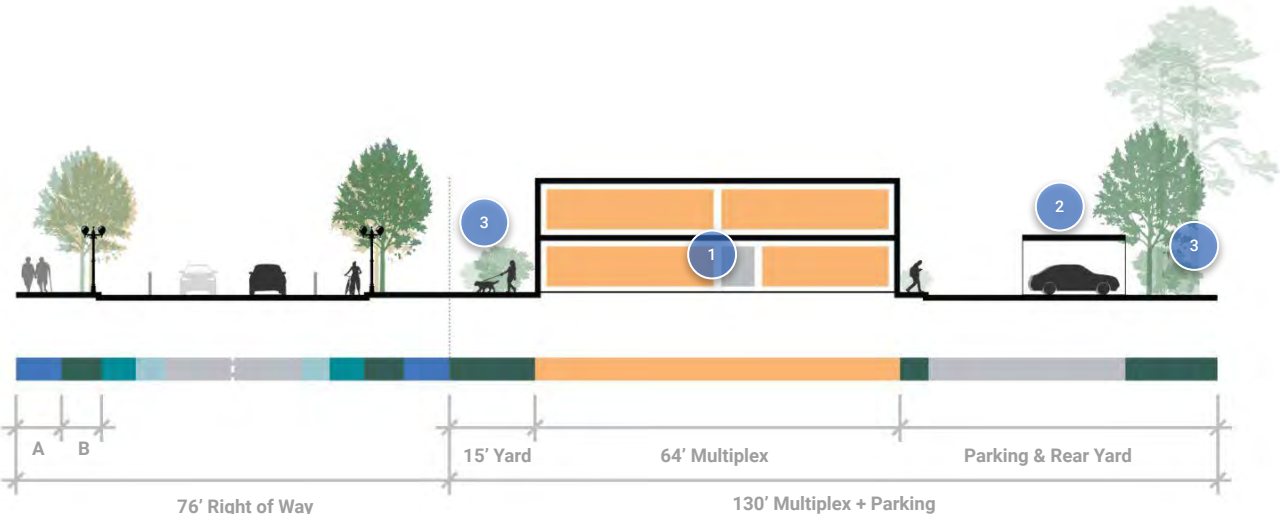 2
3
3
1
A
B
15’ Yard
64’ Multiplex
Parking & Rear Yard
76’ Right of Way
130’ Multiplex + Parking